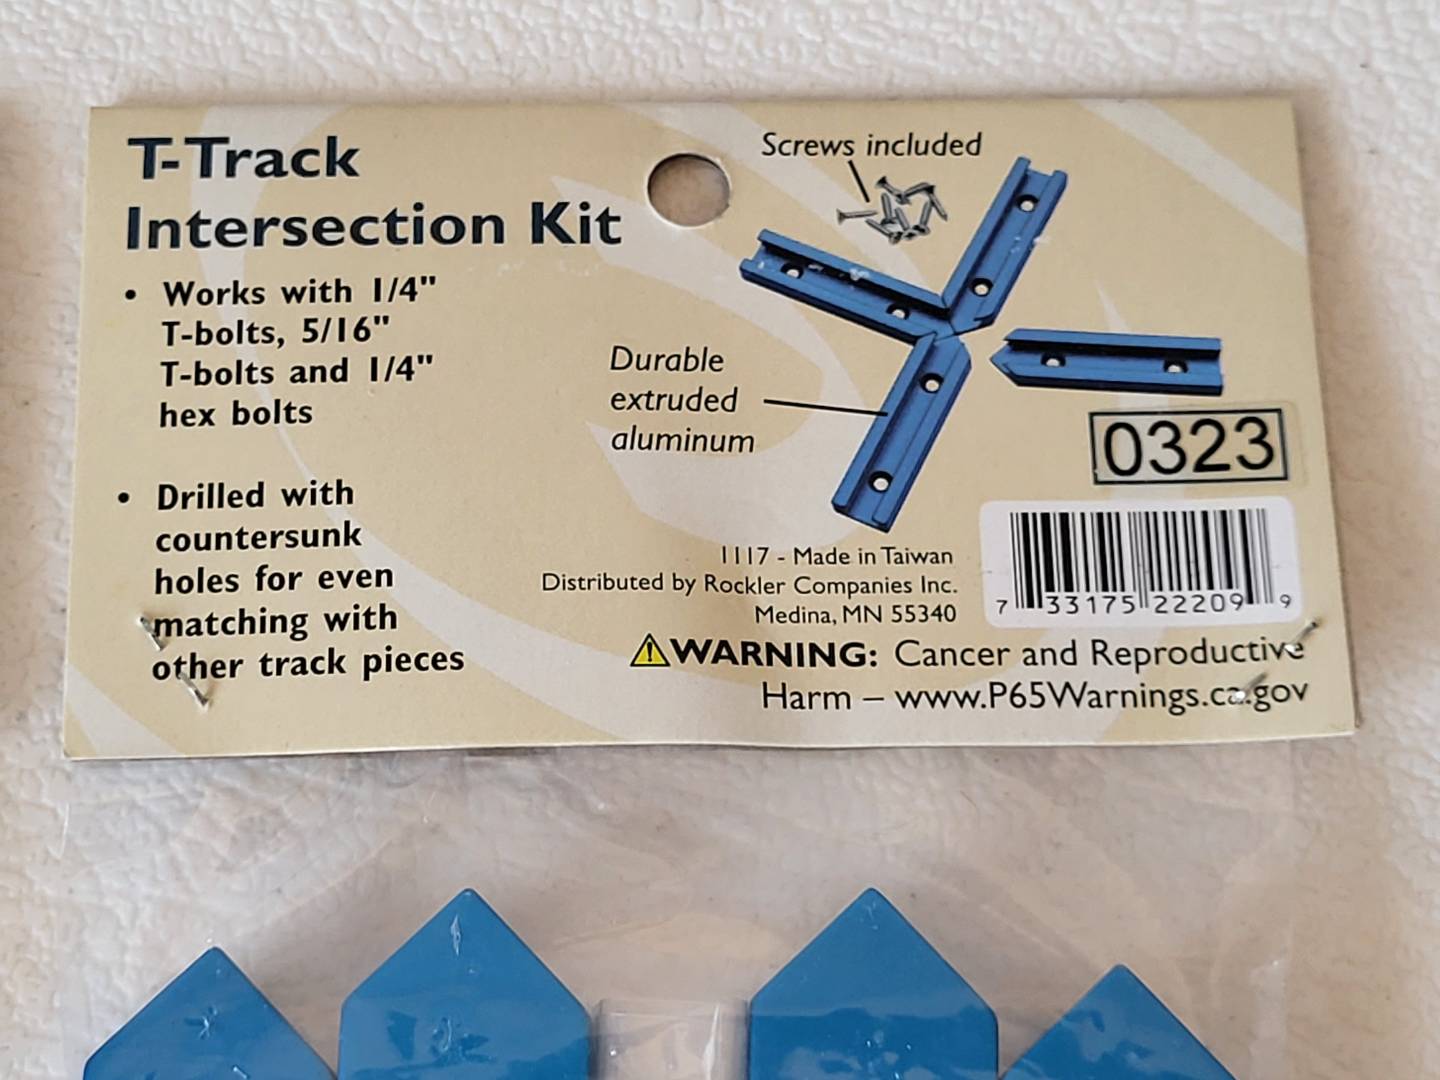 T-Track
Intersection Kit
• Works with 1/4"
T-bolts, 5/16"
T-bolts and 1/4"
hex bolts
• Drilled with
countersunk
holes for even
matching with
other track pieces
Screws included
Durable
extruded
aluminum
0323
1117 - Made in Taiwan
Distributed by Rockler Companies Inc.
Medina, MN 55340
7 33175 22209 9
WARNING: Cancer and Reproductive
Harm – www.P65Warnings.ca.gov